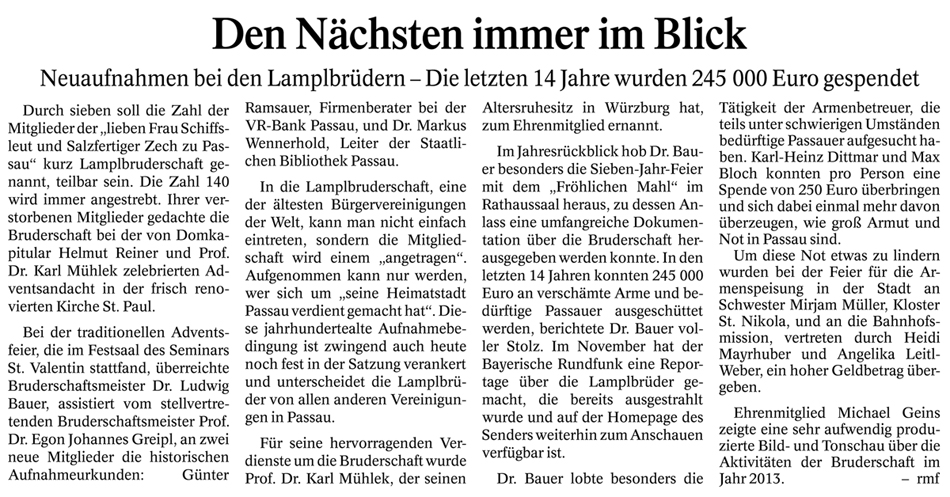 Den Nächsten immer im Blick
Neuaufnahmen bei den Lamplbrüdern – Die letzten 14 Jahre wurden 245 000 Euro gespendet
Durch sieben soll die Zahl der
Mitglieder der „lieben Frau Schiffs-
leut und Salzfertiger Zech zu Pas-
sau“ kurz Lamplbruderschaft ge-
nannt, teilbar sein. Die Zahl 140
wird immer angestrebt. Ihrer ver-
storbenen Mitglieder gedachte die
Bruderschaft bei der von Domka-
pitular Helmut Reiner und Prof.
Dr. Karl Mühlek zelebrierten Ad-
ventsandacht in der frisch reno-
vierten Kirche St. Paul.
Bei der traditionellen Advents-
feier, die im Festsaal des Seminars
St. Valentin stattfand, überreichte
Bruderschaftsmeister Dr. Ludwig
Bauer, assistiert vom stellvertre-
tenden Bruderschaftsmeister Prof.
Dr. Egon Johannes Greipl, an zwei
neue Mitglieder die historischen
Aufnahmeurkunden: Günter
Ramsauer, Firmenberater bei der
VR-Bank Passau, und Dr. Markus
Wennerhold, Leiter der Staatli-
chen Bibliothek Passau.
In die Lamplbruderschaft, eine
der ältesten Bürgervereinigungen
der Welt, kann man nicht einfach
eintreten, sondern die Mitglied-
schaft wird einem „angetragen“.
Aufgenommen kann nur werden,
wer sich um „seine Heimatstadt
Passau verdient gemacht hat“. Die-
se jahrhundertealte Aufnahmebe-
dingung ist zwingend auch heute
noch fest in der Satzung verankert
und unterscheidet die Lamplbrü-
der von allen anderen Vereinigun-
gen in Passau.
Für seine hervorragenden Ver-
dienste um die Bruderschaft wurde
Prof. Dr. Karl Mühlek, der seinen
Altersruhesitz in Würzburg hat,
zum Ehrenmitglied ernannt.
Im Jahresrückblick hob Dr. Bau-
er besonders die Sieben-Jahr-Feier
mit dem „Fröhlichen Mahl“ im
Rathaussaal heraus, zu dessen An-
lass eine umfangreiche Dokumen-
tation über die Bruderschaft her-
ausgegeben werden konnte. In den
letzten 14 Jahren konnten 245 000
Euro an verschämte Arme und be-
dürftige Passauer ausgeschüttet
werden, berichtete Dr. Bauer vol-
ler Stolz. Im November hat der
Bayerische Rundfunk eine Repor-
tage über die Lamplbrüder ge-
macht, die bereits ausgestrahlt
wurde und auf der Homepage des
Senders weiterhin zum Anschauen
verfügbar ist.
Dr. Bauer lobte besonders die
Tätigkeit der Armenbetreuer, die
teils unter schwierigen Umständen
bedürftige Passauer aufgesucht ha-
ben. Karl-Heinz Dittmar und Max
Bloch konnten pro Person eine
Spende von 250 Euro überbringen
und sich dabei einmal mehr davon
überzeugen, wie groß Armut und
Not in Passau sind.
Um diese Not etwas zu lindern
wurden bei der Feier für die Ar-
menspeisung in der Stadt an
Schwester Mirjam Müller, Kloster
St. Nikola, und an die Bahnhofs-
mission, vertreten durch Heidi
Mayrhuber und Angelika Leitl-
Weber, ein hoher Geldbetrag über-
geben.
Ehrenmitglied Michael Geins
zeigte eine sehr aufwendig produ-
zierte Bild- und Tonschau über die
Aktivitäten der Bruderschaft im
Jahr 2013. – rmf